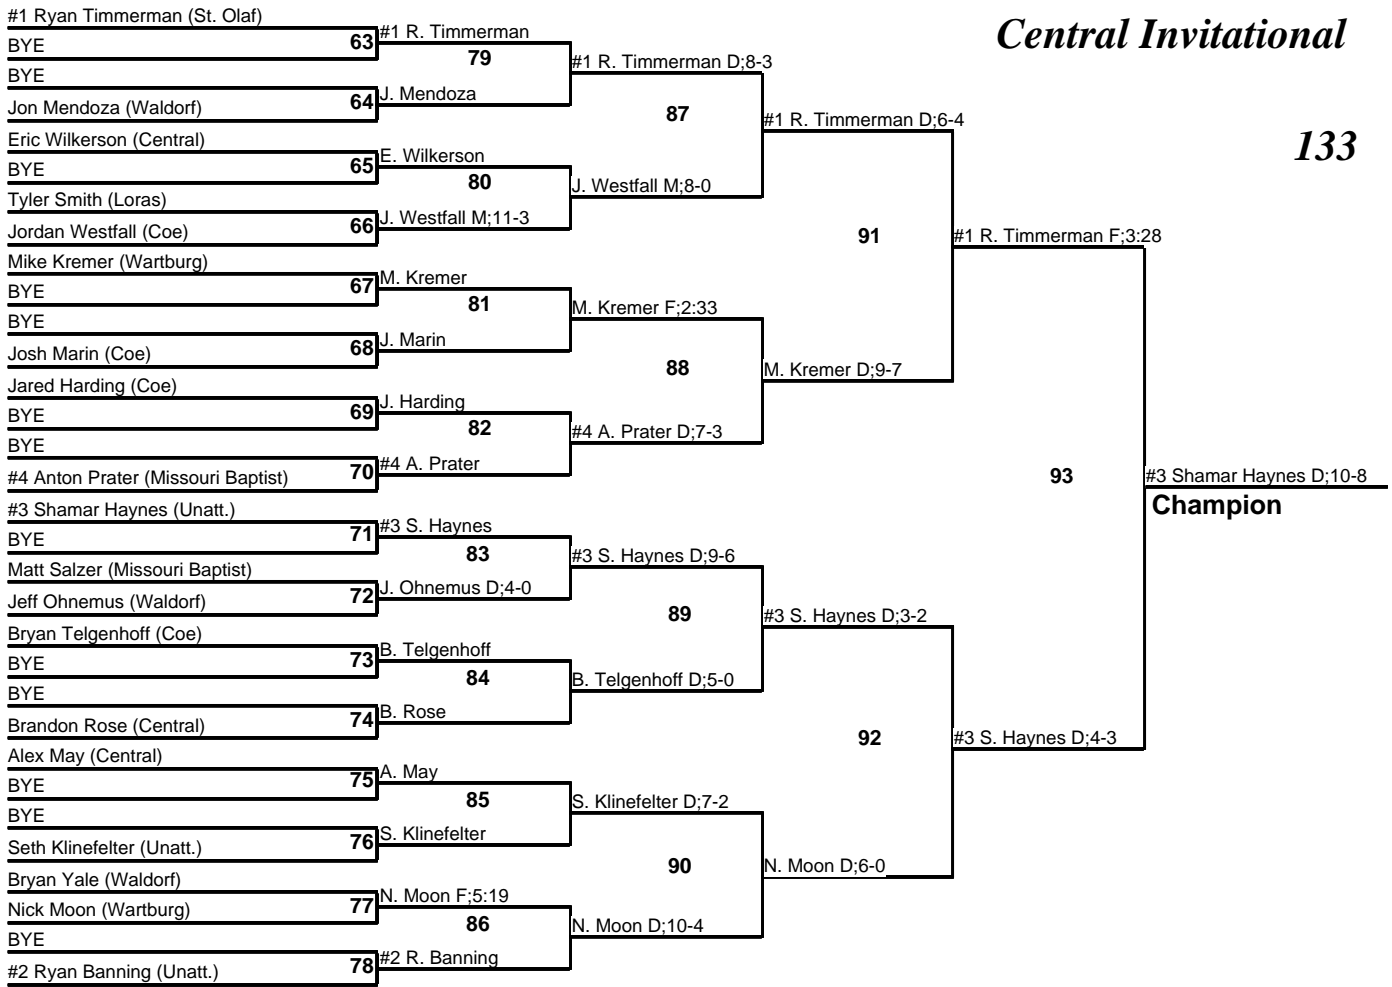 Central Invitational
133
#1 Ryan Timmerman (St. Olaf)
BYE
63
BYE
Jon Mendoza (Waldorf)
64
Eric Wilkerson (Central)
BYE
65
Tyler Smith (Loras)
Jordan Westfall (Coe)
66
Mike Kremer (Wartburg)
BYE
67
BYE
Josh Marin (Coe)
68
Jared Harding (Coe)
BYE
69
BYE
#4 Anton Prater (Missouri Baptist)
70
#3 Shamar Haynes (Unatt.)
BYE
71
Matt Salzer (Missouri Baptist)
Jeff Ohnemus (Waldorf)
72
Bryan Telgenhoff (Coe)
BYE
73
BYE
Brandon Rose (Central)
74
Alex May (Central)
BYE
75
BYE
Seth Klinefelter (Unatt.)
76
Bryan Yale (Waldorf)
Nick Moon (Wartburg)
77
BYE
#2 Ryan Banning (Unatt.)
78
#1 R. Timmerman
79
J. Mendoza
E. Wilkerson
80
J. Westfall M;11-3
M. Kremer
81
J. Marin
J. Harding
82
#4 A. Prater
#3 S. Haynes
83
J. Ohnemus D;4-0
B. Telgenhoff
84
B. Rose
A. May
85
S. Klinefelter
N. Moon F;5:19
86
#2 R. Banning
#1 R. Timmerman D;8-3
87
J. Westfall M;8-0
M. Kremer F;2:33
88
#4 A. Prater D;7-3
#3 S. Haynes D;9-6
89
B. Telgenhoff D;5-0
S. Klinefelter D;7-2
90
N. Moon D;10-4
#1 R. Timmerman D;6-4
91
M. Kremer D;9-7
#3 S. Haynes D;3-2
92
N. Moon D;6-0
#1 R. Timmerman F;3:28
93
#3 S. Haynes D;4-3
#3 Shamar Haynes D;10-8
Champion